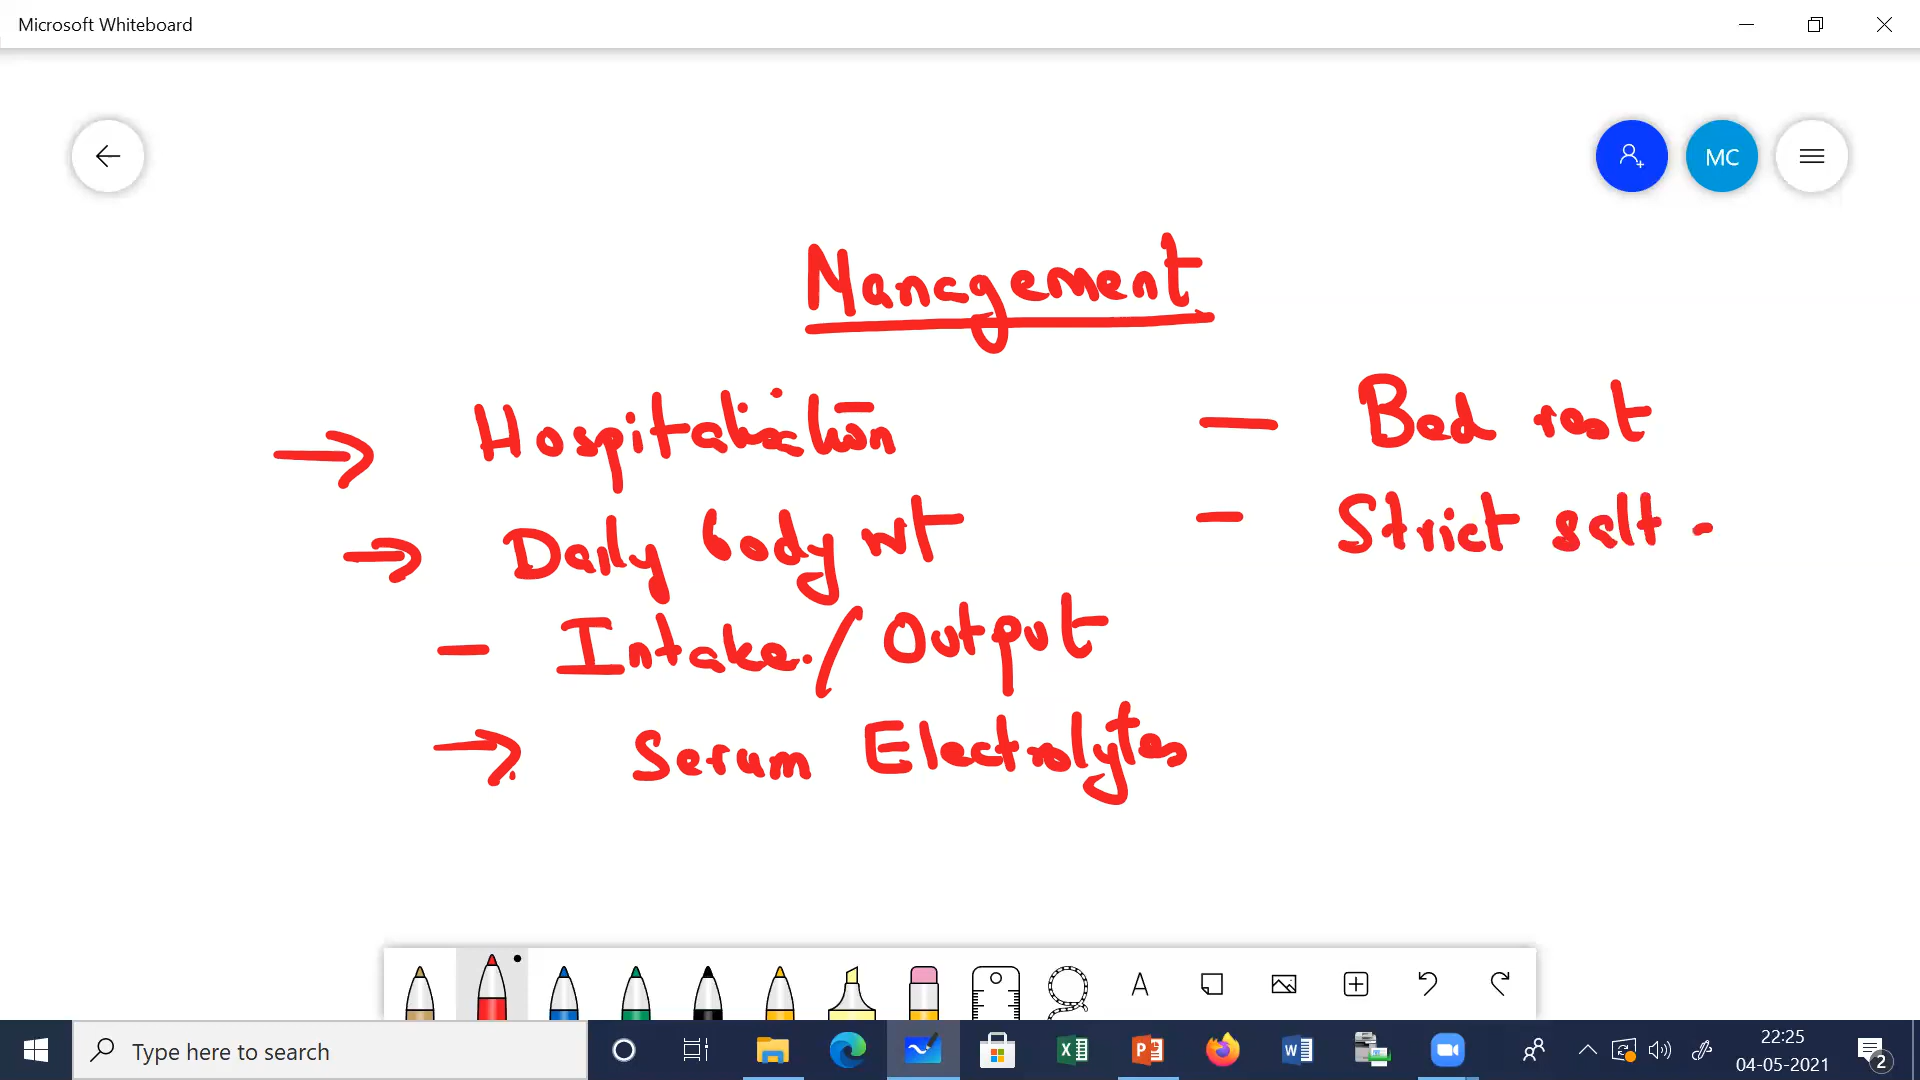 Microsoft Whiteboard
MC
Management
→ Hospitalisation
→ Daily body wt
- Intake / Output
→ Serum Electrolytes
— Bed rest
- Strict salt -
A
Type here to search
22:25
04-05-2021
2